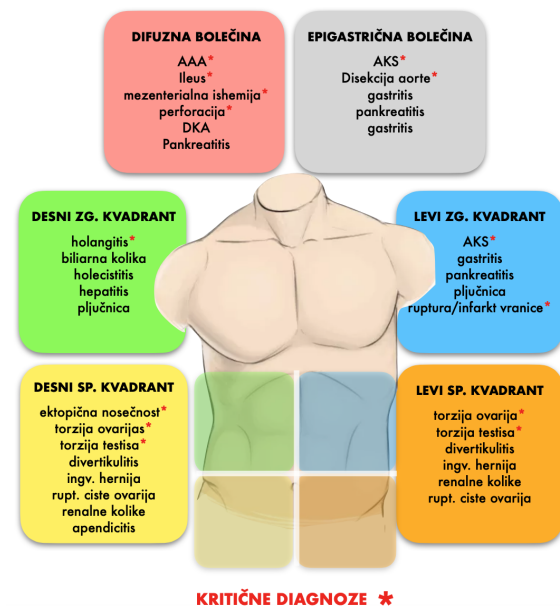 DIFUZNA BOLEČINA
AAA*
Ileus*
mezenterialna ishemija*
perforacija*
DKA
Pankreatitis
EPIGASTRIČNA BOLEČINA
AKS*
Disekcija aorte*
gastritis
pankreatitis
gastritis
DESNI ZG. KVADRANT
holangitis*
biliarna kolika
holecistitis
hepatitis
pljučnica
LEVI ZG. KVADRANT
AKS*
gastritis
pankreatitis
pljučnica
ruptura/infarkt vranice*
DESNI SP. KVADRANT
ektopična nosečnost*
torzija ovarijas*
torzija testisa*
divertikulitis
ingv. hernija
rupt. ciste ovarija
renalne kolike
apendicitis
LEVI SP. KVADRANT
torzija ovarija*
torzija testisa*
divertikulitis
ingv. hernija
renalne kolike
rupt. ciste ovarija
KRITIČNE DIAGNOZE *